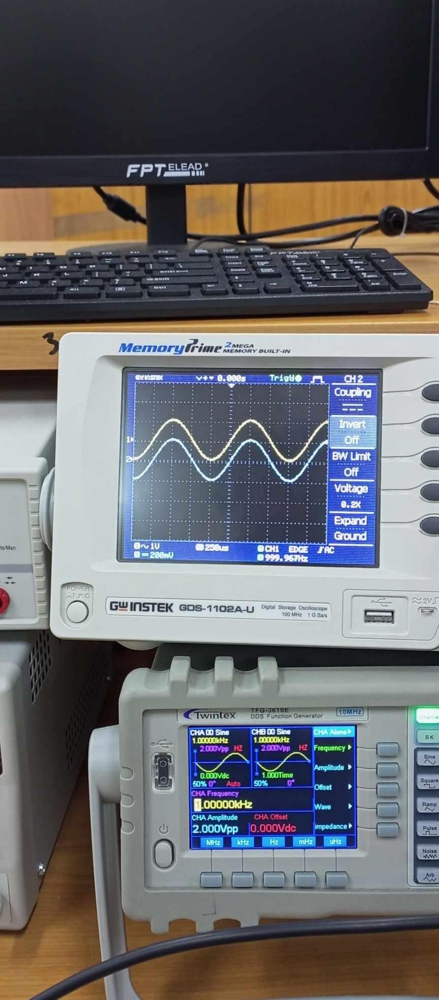 FPT ELEAD
Shift
Ctrl
Alt
Enter
3
MemoryPrime 2 MEGA
MEMORY BUILT-IN
GW INSTEK 0.000s Trig'd CH 2
Coupling
Invert
Off
BW Limit
Off
Voltage
0.2X
Expand
Ground
1
2
1 ~ 1V 250us CH1 EDGE AC
2 200mV 999.967Hz
to/Man
POWER
GW INSTEK GDS-1102A-U Digital Storage Oscilloscope
100 MHz 1 G Sa/s
≈2V
Twintex TFG-3610E
DDS Function Generator
10MHz
CHA 00 Sine CHB 00 Sine CHA Alone
1.00000kHz 1.00000kHz
2.000Vpp HZ 2.000Vpp HZ Frequency
Amplitude
0.000Vdc 1.000Time
50% 0° Auto 50% 0° Offset
CHA Frequency
1.00000kHz Wave
CHA Amplitude CHA Offset
2.000Vpp 0.000Vdc impedance
MHz kHz Hz mHz uHz
SK
Sine
Square
Ramp
Pulse
Noise
Arb